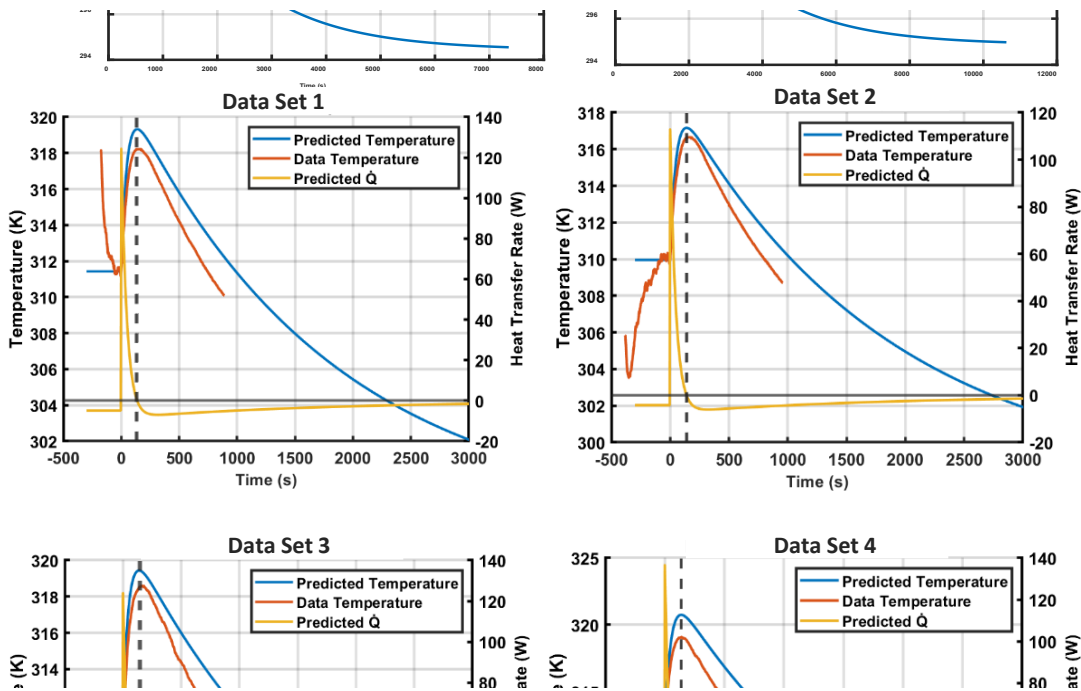 296
294
0 1000 2000 3000 4000 5000 6000 7000 8000
294
0 2000 4000 6000 8000 10000 12000
Time (s)
Data Set 1
320
318
316
314
312
310
308
306
304
302
Temperature (K)
140
120
100
80
60
40
20
0
-20
Heat Transfer Rate (W)
Predicted Temperature
Data Temperature
Predicted Q̇
-500 0 500 1000 1500 2000 2500 3000
Time (s)
Data Set 2
318
316
314
312
310
308
306
304
302
300
Temperature (K)
120
100
80
60
40
20
0
-20
Heat Transfer Rate (W)
Predicted Temperature
Data Temperature
Predicted Q̇
-500 0 500 1000 1500 2000 2500 3000
Time (s)
Data Set 3
320
318
316
314
(K)
140
120
100
80
(W)
Predicted Temperature
Data Temperature
Predicted Q̇
Data Set 4
325
320
(K)
140
120
100
80
(W)
Predicted Temperature
Data Temperature
Predicted Q̇